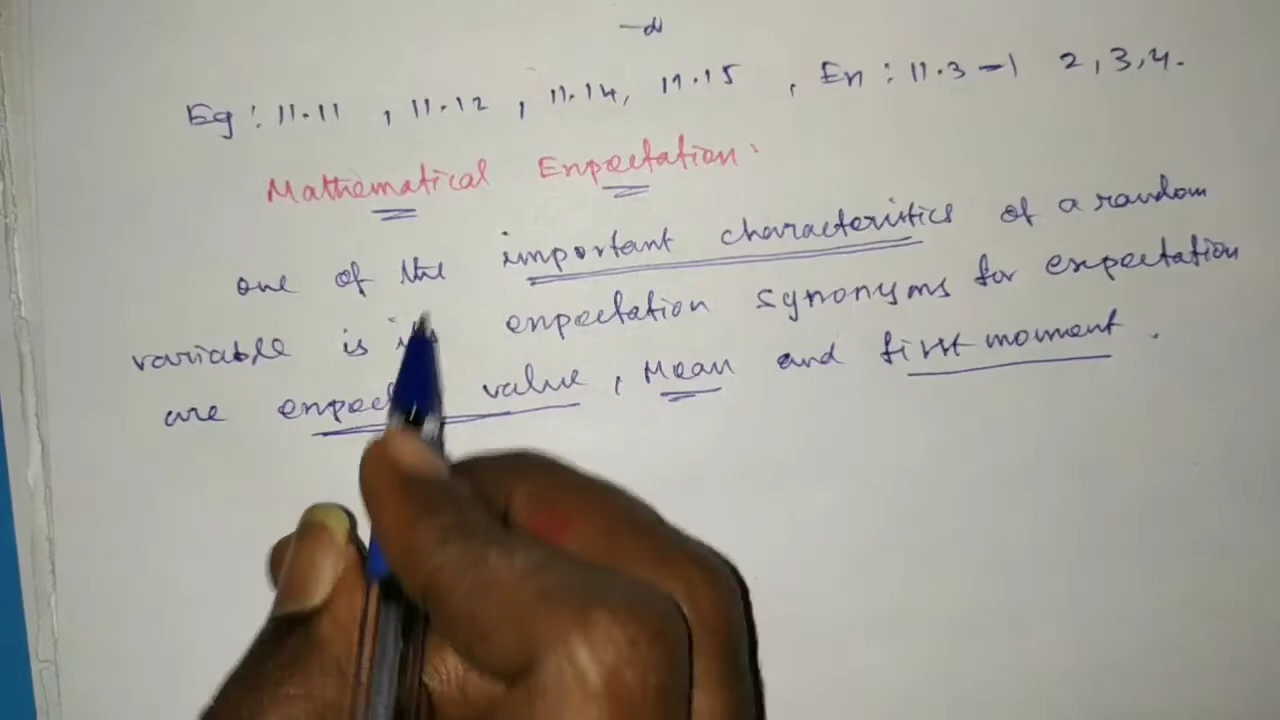 -∞
Eg : 11.11 , 11.12 , 11.14, 11.15 , Ex : 11.3 - 1 2, 3, 4.
Mathematical Expectation.
one of the important characteristics of a random
variable is expectation synonyms for expectation
are value, Mean and first moment.